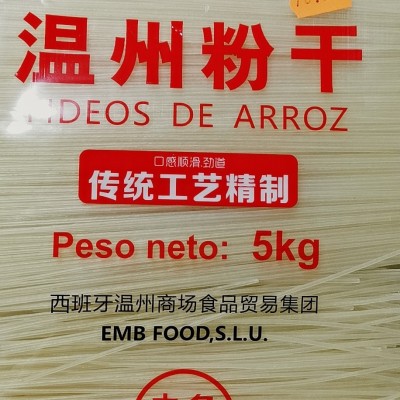 温州粉干
FIDEOS DE ARROZ
口感顺滑.劲道
传统工艺精制
Peso neto: 5kg
西班牙温州商场食品贸易集团
EMB FOOD,S.L.U.